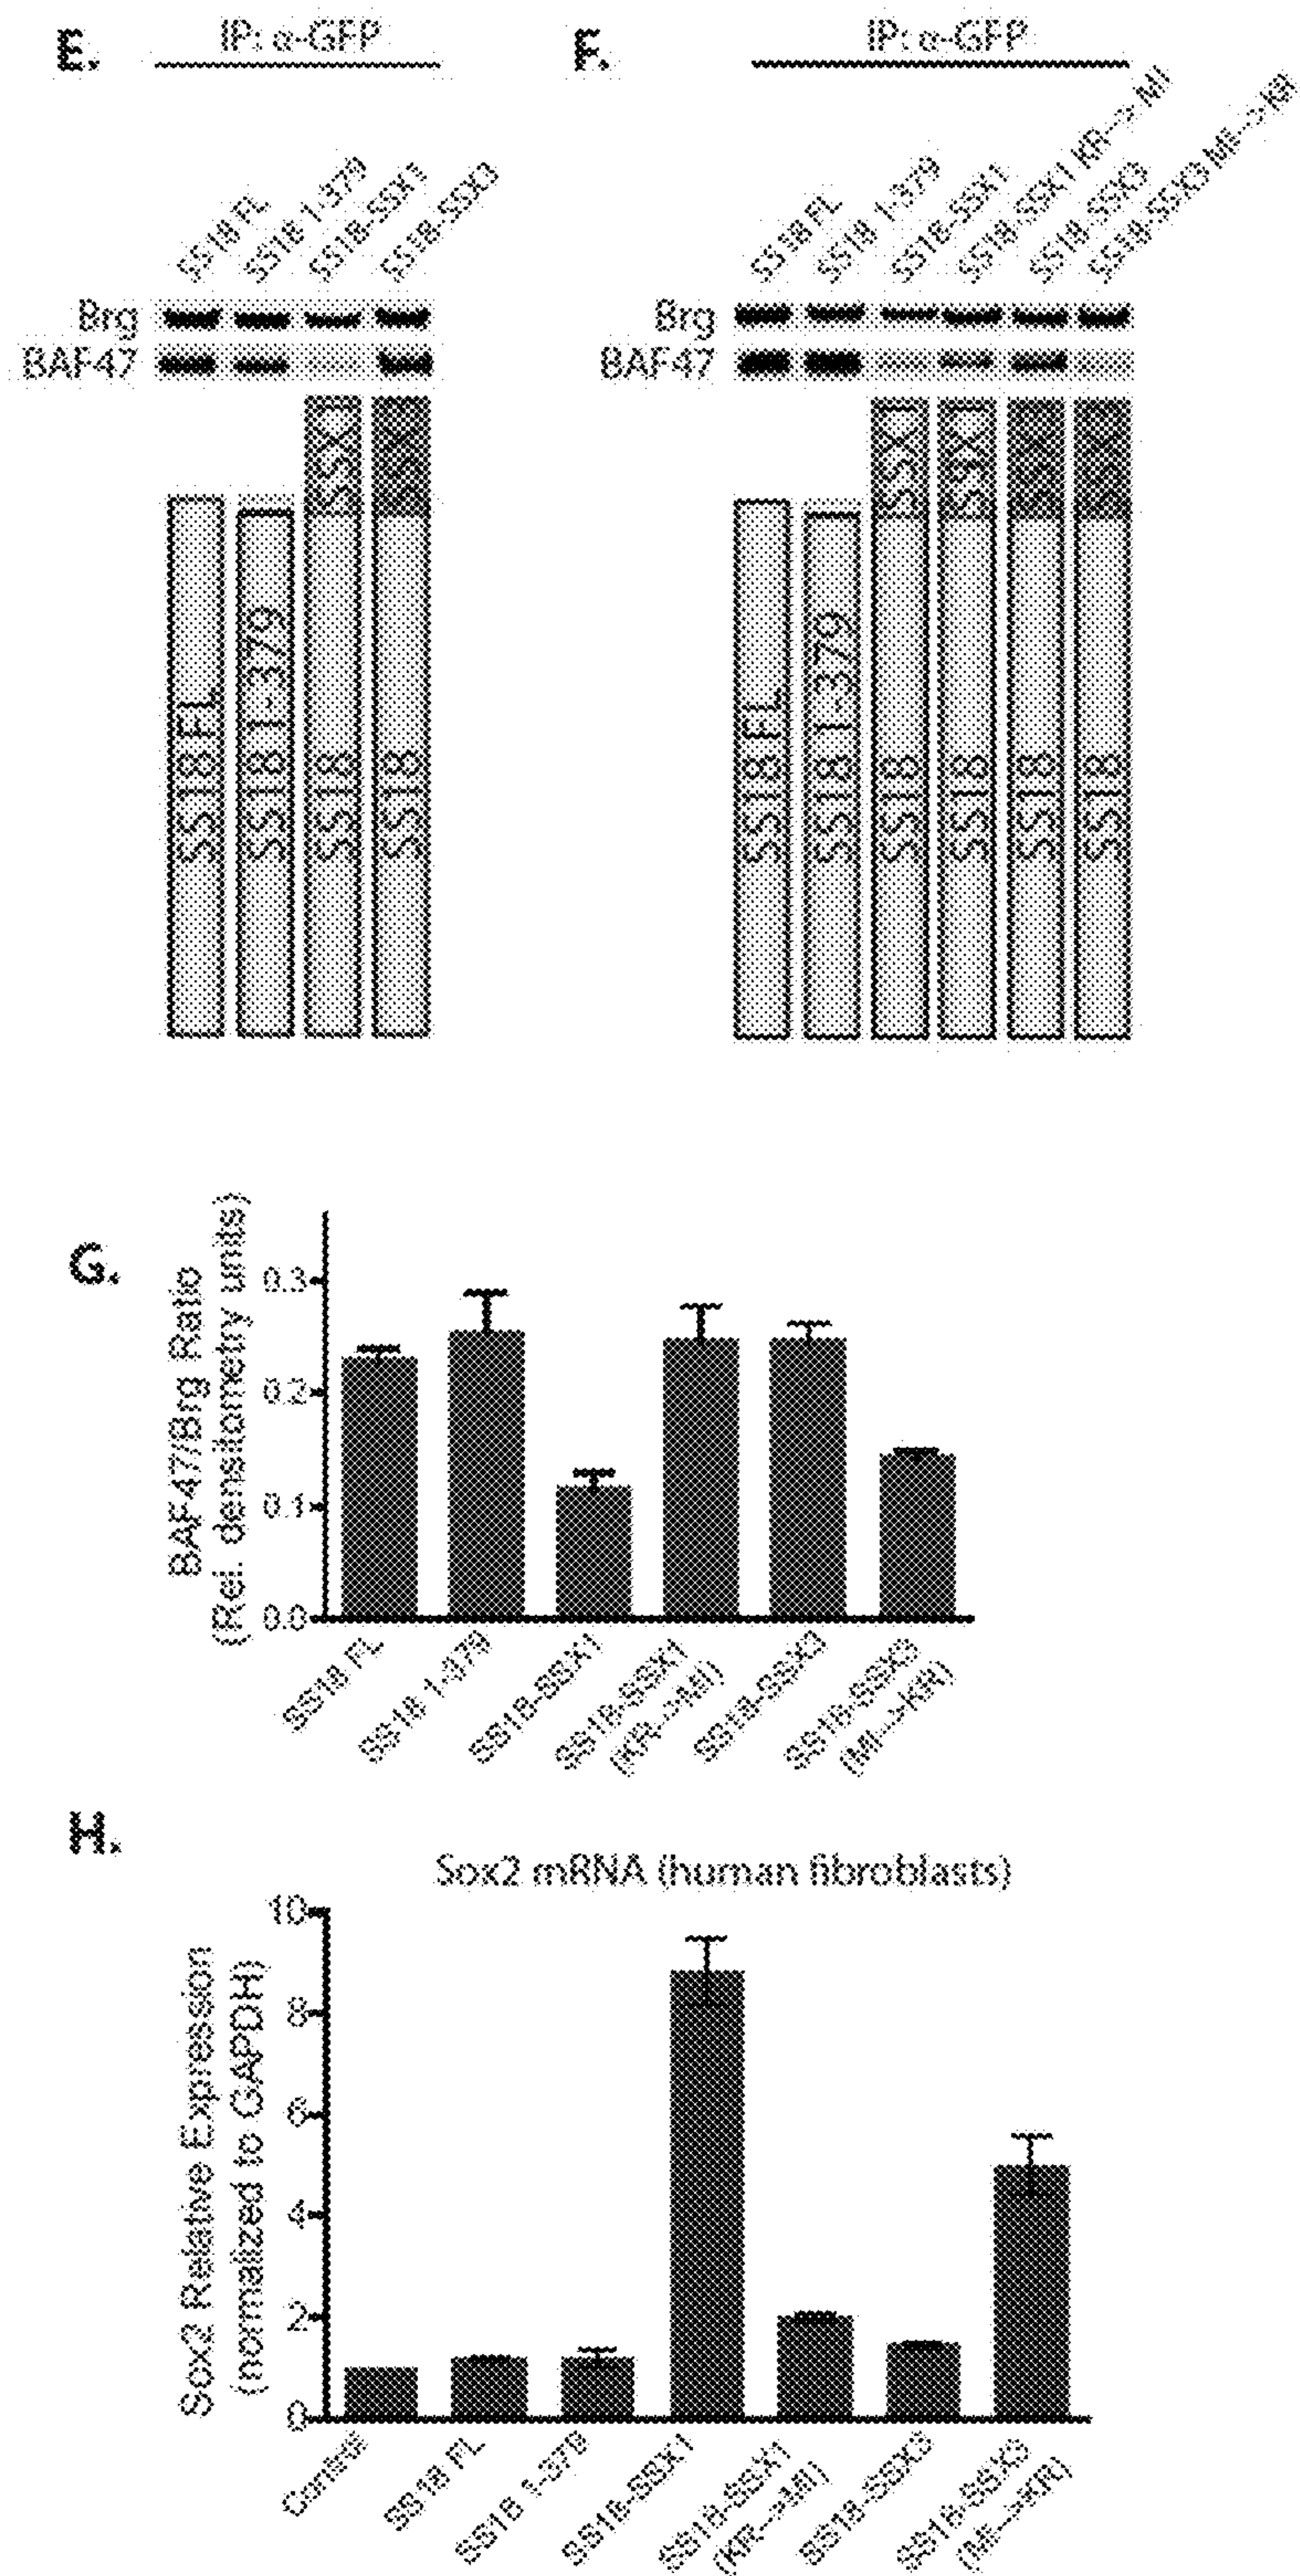 E.
IP: α-GFP
SS18 FL
SS18 1-379
SS18-SSX1
SS18-SSX3
Brg
BAF47
SS18 FL
SS18 1-379
SS18
SSX1
SS18
SSX1
F.
IP: α-GFP
SS18 FL
SS18 1-379
SS18-SSX1
SS18-SSX1 KR-->MI
SS18-SSX3
SS18-SSX3 MI-->KR
Brg
BAF47
SS18 FL
SS18 1-379
SS18
SSX1
SS18
SSX1
SS18
SS18
G.
BAF47/Brg Ratio
(Rel. densitometry units)
0.3
0.2
0.1
0.0
SS18 FL
SS18 1-379
SS18-SSX1
SS18-SSX1
(KR-->MI)
SS18-SSX3
SS18-SSX3
(MI-->KR)
H.
Sox2 mRNA (human fibroblasts)
Sox2 Relative Expression
(normalized to GAPDH)
10
8
6
4
2
0
Control
SS18 FL
SS18 1-379
SS18-SSX1
SS18-SSX1
(KR-->MI)
SS18-SSX3
SS18-SSX3
(MI-->KR)